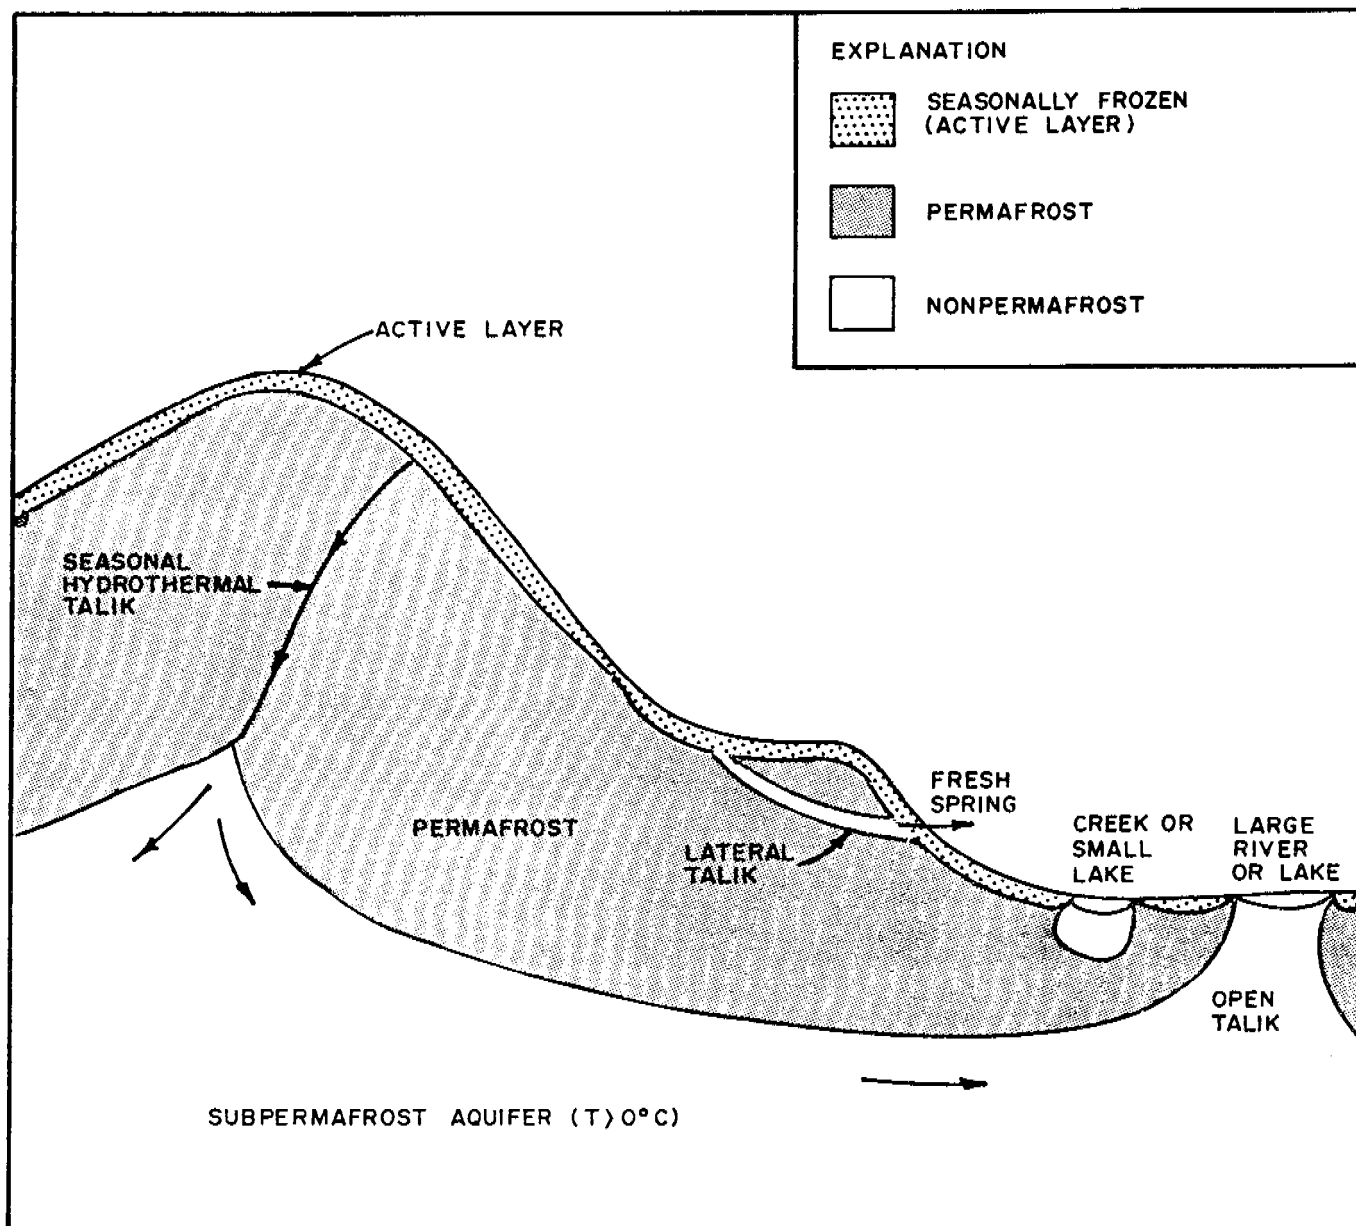 EXPLANATION
SEASONALLY FROZEN
(ACTIVE LAYER)
PERMAFROST
NONPERMAFROST
ACTIVE LAYER
SEASONAL
HYDROTHERMAL
TALIK
PERMAFROST
LATERAL
TALIK
FRESH
SPRING
CREEK OR
SMALL
LAKE
LARGE
RIVER
OR LAKE
OPEN
TALIK
SUBPERMAFROST AQUIFER (T>0°C)